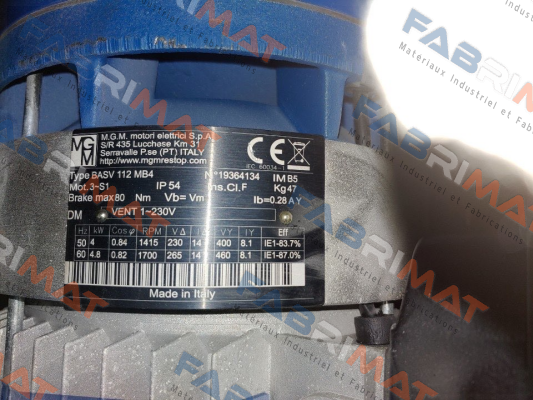 M.G.M. motori elettrici S.p.A.
S/R 435 Lucchese Km 31
Serravalle P.se (PT) ITALY
http://www.mgmrestop.com
MGM
CE
IEC 60034-1
Type BASV 112 MB4
N°19364134
IM B5
Mot. 3~S1
IP 54
Ins.Cl.F
Kg 47
Brake max 80 Nm
Vb= Vm
Ib=0.28 A Y
DM
VENT 1~230V
Hz kW Cosφ RPM V Δ VY IY Eff
50 4 0.84 1415 230 14 400 8.1 IE1-83.7%
60 4.8 0.82 1700 265 14 460 8.1 IE1-87.0%
Made in Italy
FABRIMAT
Materiaux Industriel et Fabrications